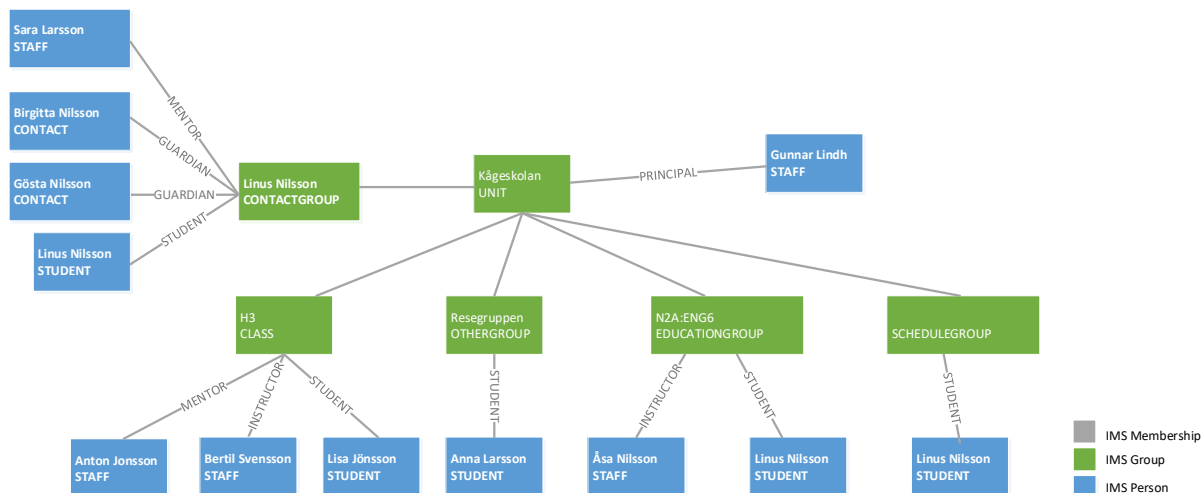 Sara Larsson
STAFF
Birgitta Nilsson
CONTACT
Gösta Nilsson
CONTACT
Linus Nilsson
STUDENT
MENTOR
GUARDIAN
GUARDIAN
STUDENT
Linus Nilsson
CONTACTGROUP
Kågeskolan
UNIT
PRINCIPAL
Gunnar Lindh
STAFF
H3
CLASS
Resegruppen
OTHERGROUP
N2A:ENG6
EDUCATIONGROUP
SCHEDULEGROUP
MENTOR
INSTRUCTOR
STUDENT
STUDENT
INSTRUCTOR
STUDENT
STUDENT
Anton Jonsson
STAFF
Bertil Svensson
STAFF
Lisa Jönsson
STUDENT
Anna Larsson
STUDENT
Åsa Nilsson
STAFF
Linus Nilsson
STUDENT
Linus Nilsson
STUDENT
IMS Membership
IMS Group
IMS Person